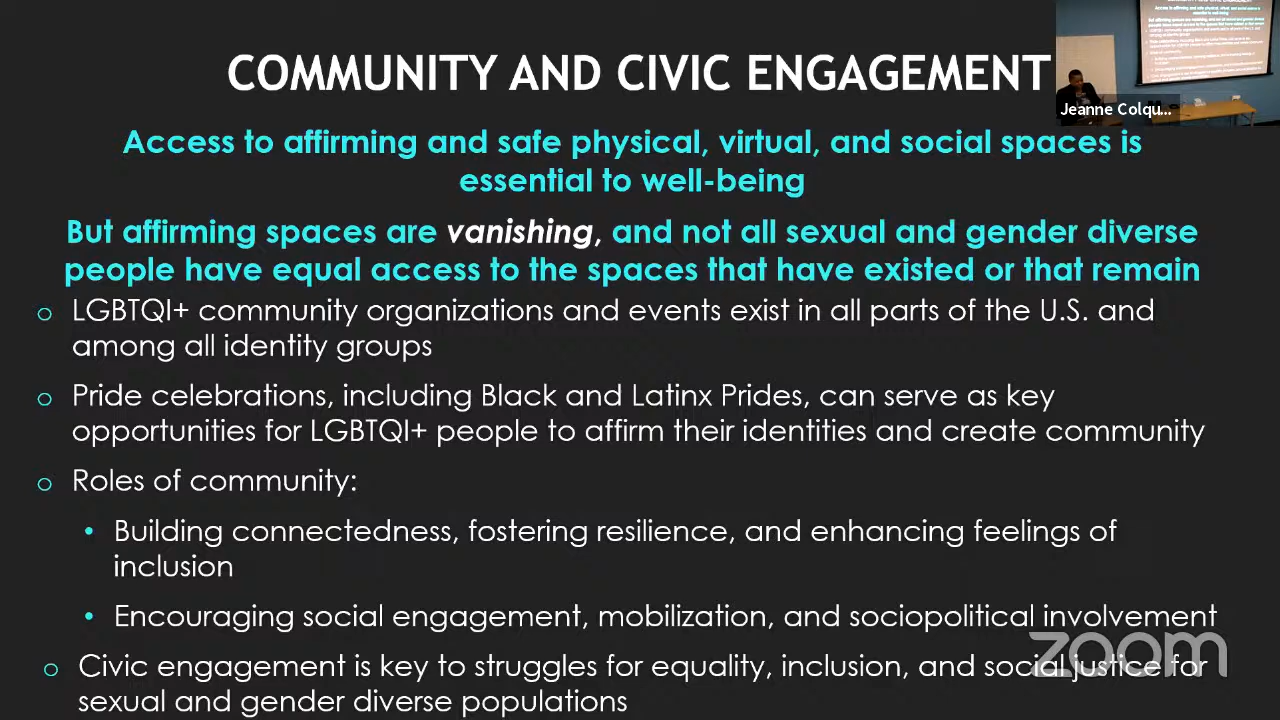 COMMUNITY AND CIVIC ENGAGEMENT
Jeanne Colqu...
Access to affirming and safe physical, virtual, and social spaces is
essential to well-being
But affirming spaces are vanishing, and not all sexual and gender diverse
people have equal access to the spaces that have existed or that remain
o LGBTQI+ community organizations and events exist in all parts of the U.S. and
among all identity groups
o Pride celebrations, including Black and Latinx Prides, can serve as key
opportunities for LGBTQI+ people to affirm their identities and create community
o Roles of community:
• Building connectedness, fostering resilience, and enhancing feelings of
inclusion
• Encouraging social engagement, mobilization, and sociopolitical involvement
o Civic engagement is key to struggles for equality, inclusion, and social justice for
sexual and gender diverse populations
zoom